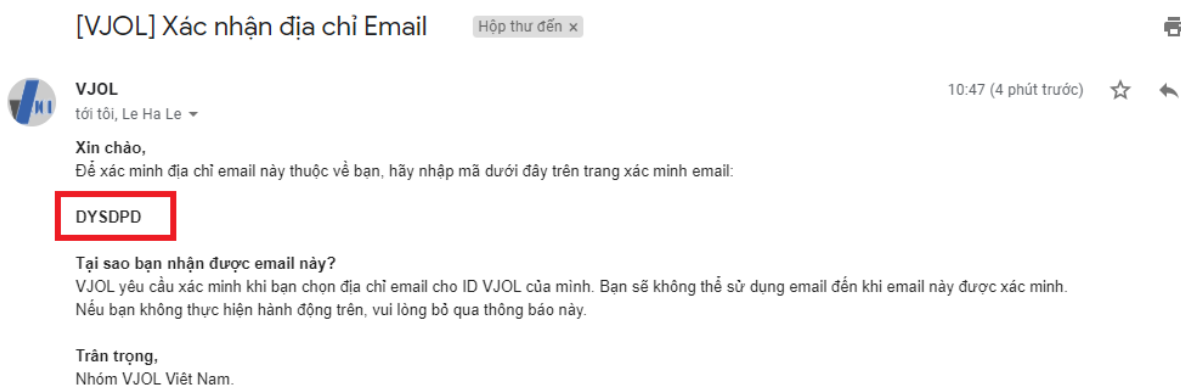 [VJOL] Xác nhận địa chỉ Email Hộp thư đến x
VJOL 10:47 (4 phút trước)
tới tôi, Le Ha Le
Xin chào,
Để xác minh địa chỉ email này thuộc về bạn, hãy nhập mã dưới đây trên trang xác minh email:
DYSDPD
Tại sao bạn nhận được email này?
VJOL yêu cầu xác minh khi bạn chọn địa chỉ email cho ID VJOL của mình. Bạn sẽ không thể sử dụng email đến khi email này được xác minh.
Nếu bạn không thực hiện hành động trên, vui lòng bỏ qua thông báo này.
Trân trọng,
Nhóm VJOL Việt Nam.